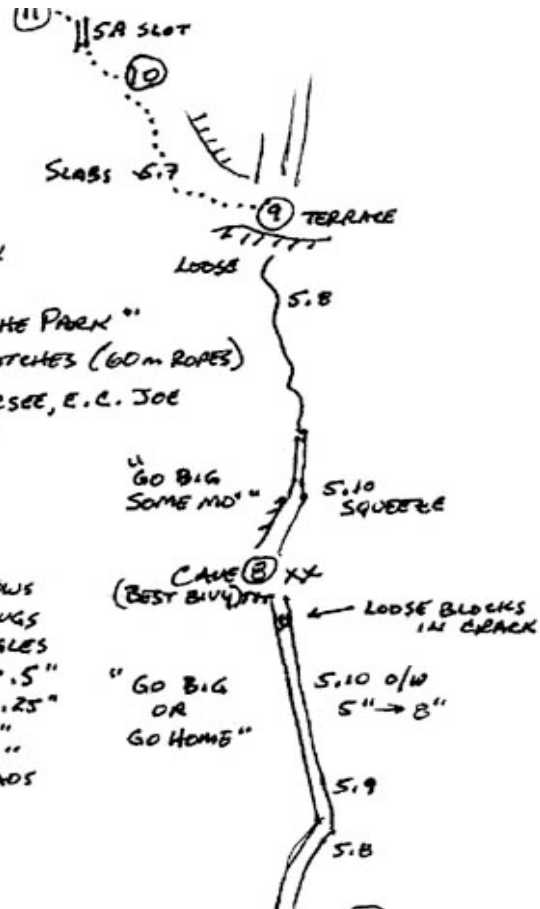 11
5A SLOT
10
SLABS 5.7
9 TERRACE
LOOSE
5.8
HE PARK"
TCHES (60m ROPES)
SEE, E.C. JOE
"GO BIG
SOME MO'"
5.10
SQUEEZE
CAVE 8 XX
(BEST BIVY)
LOOSE BLOCKS
IN CRACK
WS
UGS
GLES
.5"
.25"
"
"
ADS
"GO BIG
OR
GO HOME"
5.10 O/W
5" → 8"
5.9
5.8